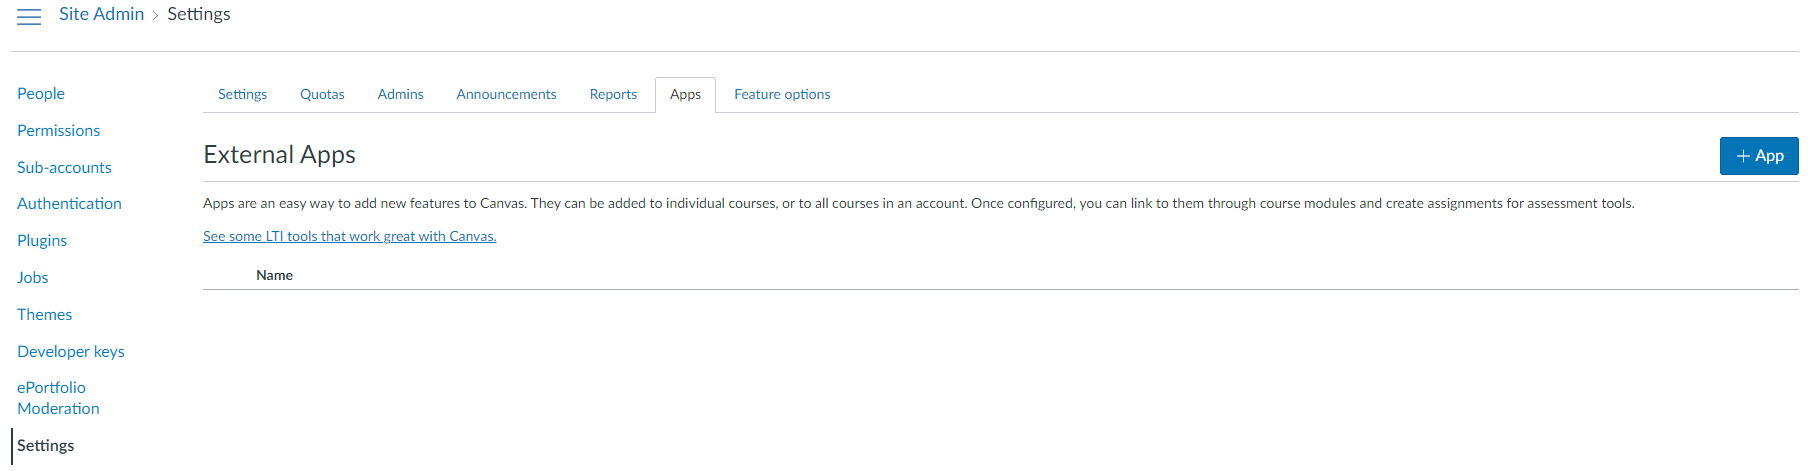 Site Admin > Settings
People
Permissions
Sub-accounts
Authentication
Plugins
Jobs
Themes
Developer keys
ePortfolio
Moderation
Settings
Settings Quotas Admins Announcements Reports Apps Feature options
External Apps
+ App
Apps are an easy way to add new features to Canvas. They can be added to individual courses, or to all courses in an account. Once configured, you can link to them through course modules and create assignments for assessment tools.
See some LTI tools that work great with Canvas.
Name